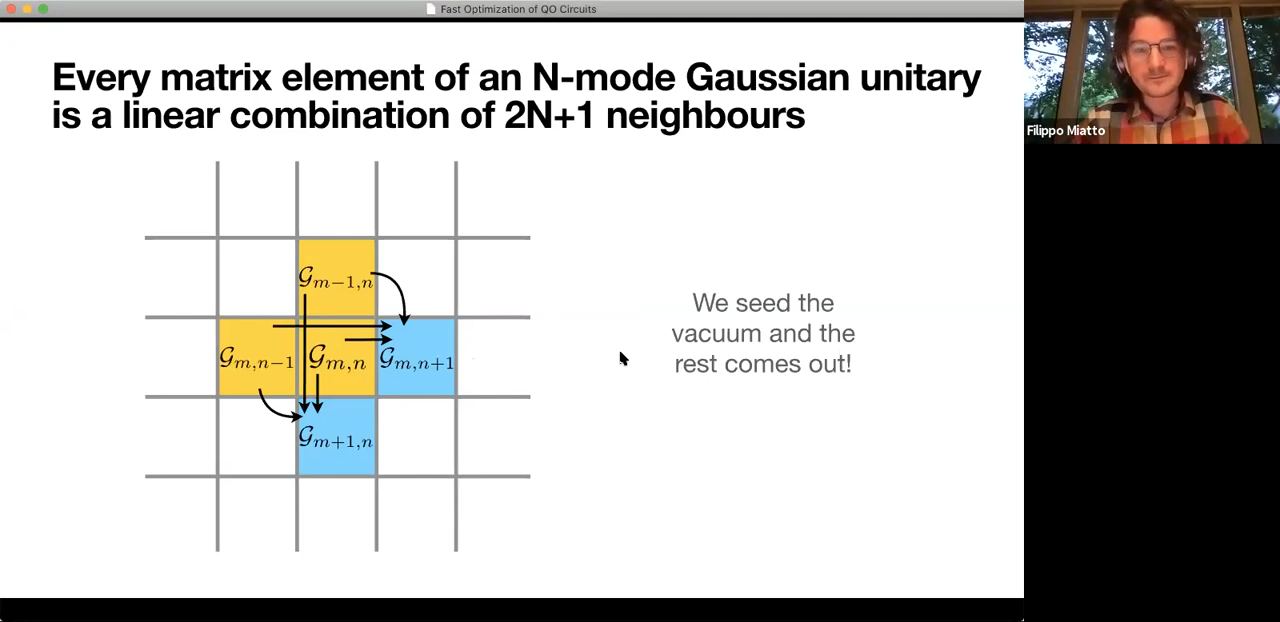 Fast Optimization of QO Circuits
Every matrix element of an N-mode Gaussian unitary
is a linear combination of 2N+1 neighbours
𝒢m−1,n
𝒢m,n−1 𝒢m,n 𝒢m,n+1
𝒢m+1,n
We seed the
vacuum and the
rest comes out!
Filippo Miatto